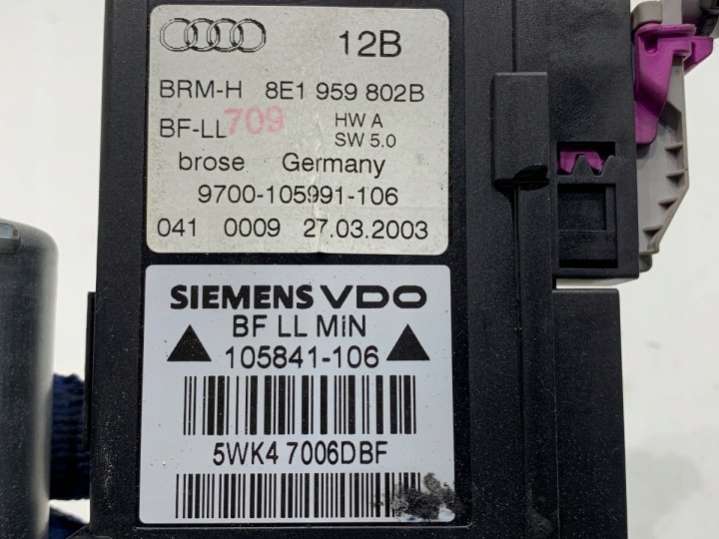 12B
BRM-H 8E1 959 802B
BF-LL 709 HW A
SW 5.0
brose Germany
9700-105991-106
041 0009 27.03.2003
SIEMENS VDO
BF LL MiN
105841-106
5WK4 7006DBF